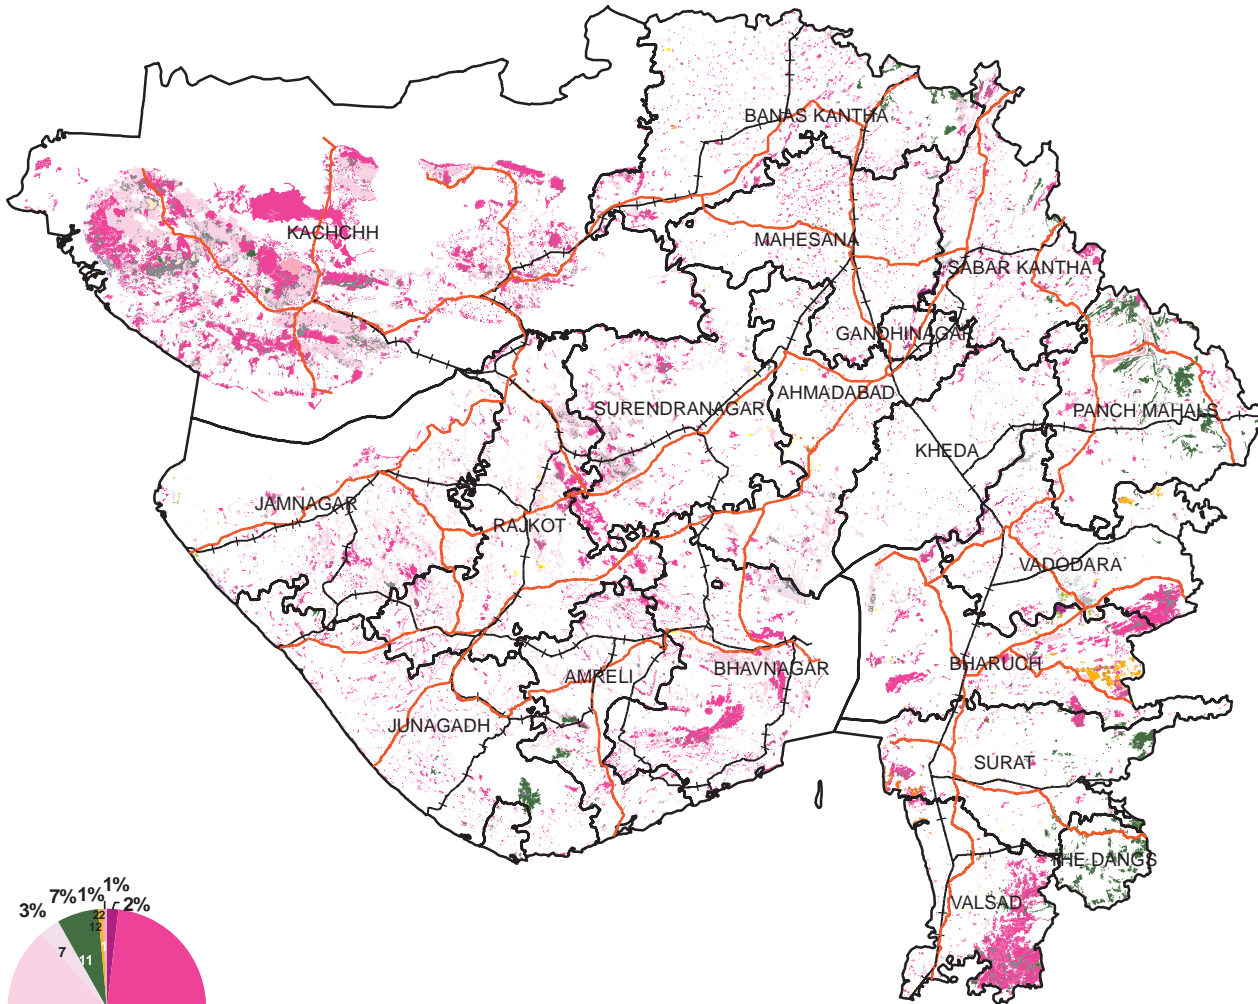 BANAS KANTHA
KACHCHH
MAHESANA
SABAR KANTHA
GANDHINAGAR
AHMADABAD
SURENDRANAGAR
PANCH MAHALS
KHEDA
JAMNAGAR
RAJKOT
VADODARA
BHARUCH
BHAVNAGAR
AMRELI
JUNAGADH
SURAT
THE DANGS
VALSAD
1%
7% 1%
2%
3%
22
12
7
11